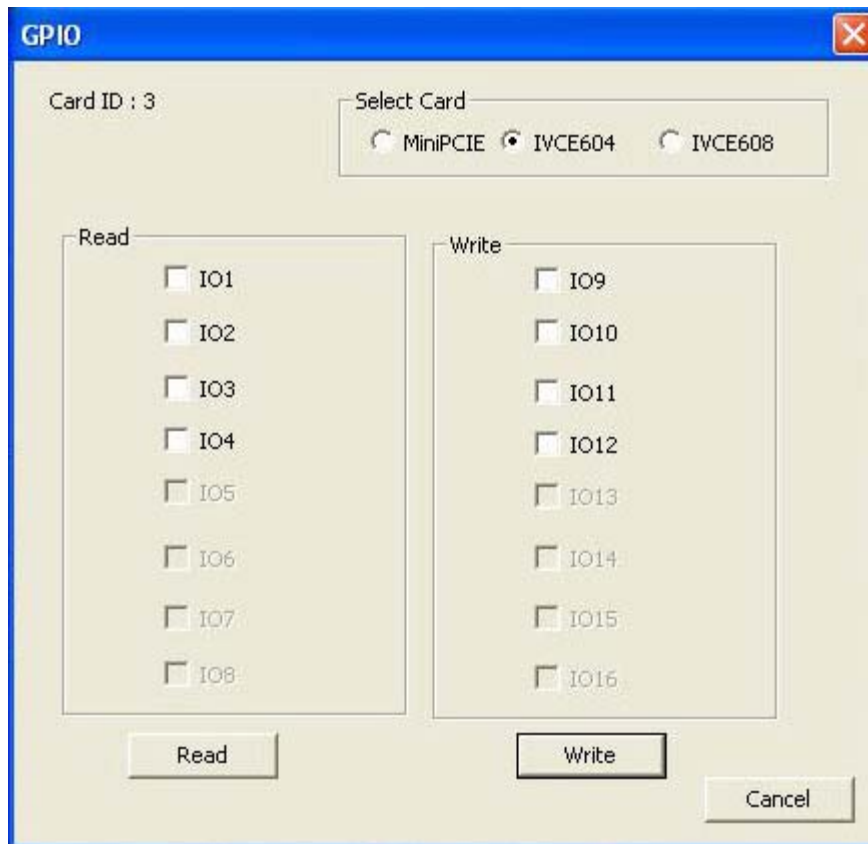 GPIO
Card ID : 3
Select Card
MiniPCIE IVCE604 IVCE608
Read
IO1
IO2
IO3
IO4
IO5
IO6
IO7
IO8
Read
Write
IO9
IO10
IO11
IO12
IO13
IO14
IO15
IO16
Write
Cancel